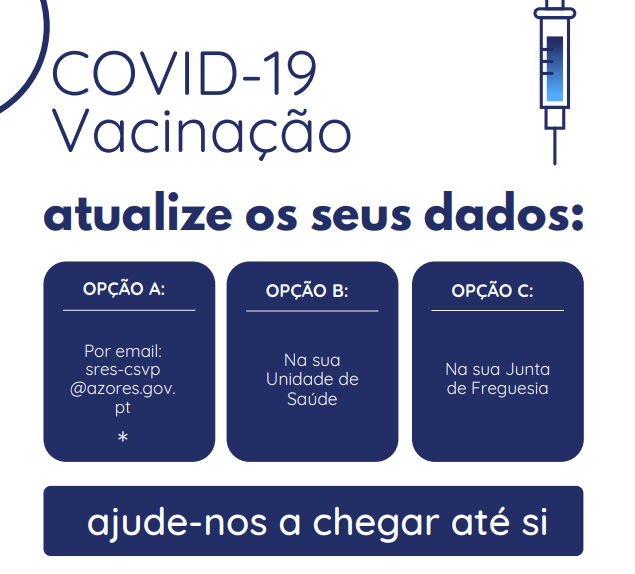 COVID-19
Vacinação
atualize os seus dados:
OPÇÃO A:
Por email:
sres-csvp
@azores.gov.
pt
*
OPÇÃO B:
Na sua
Unidade de
Saúde
OPÇÃO C:
Na sua Junta
de Freguesia
ajude-nos a chegar até si